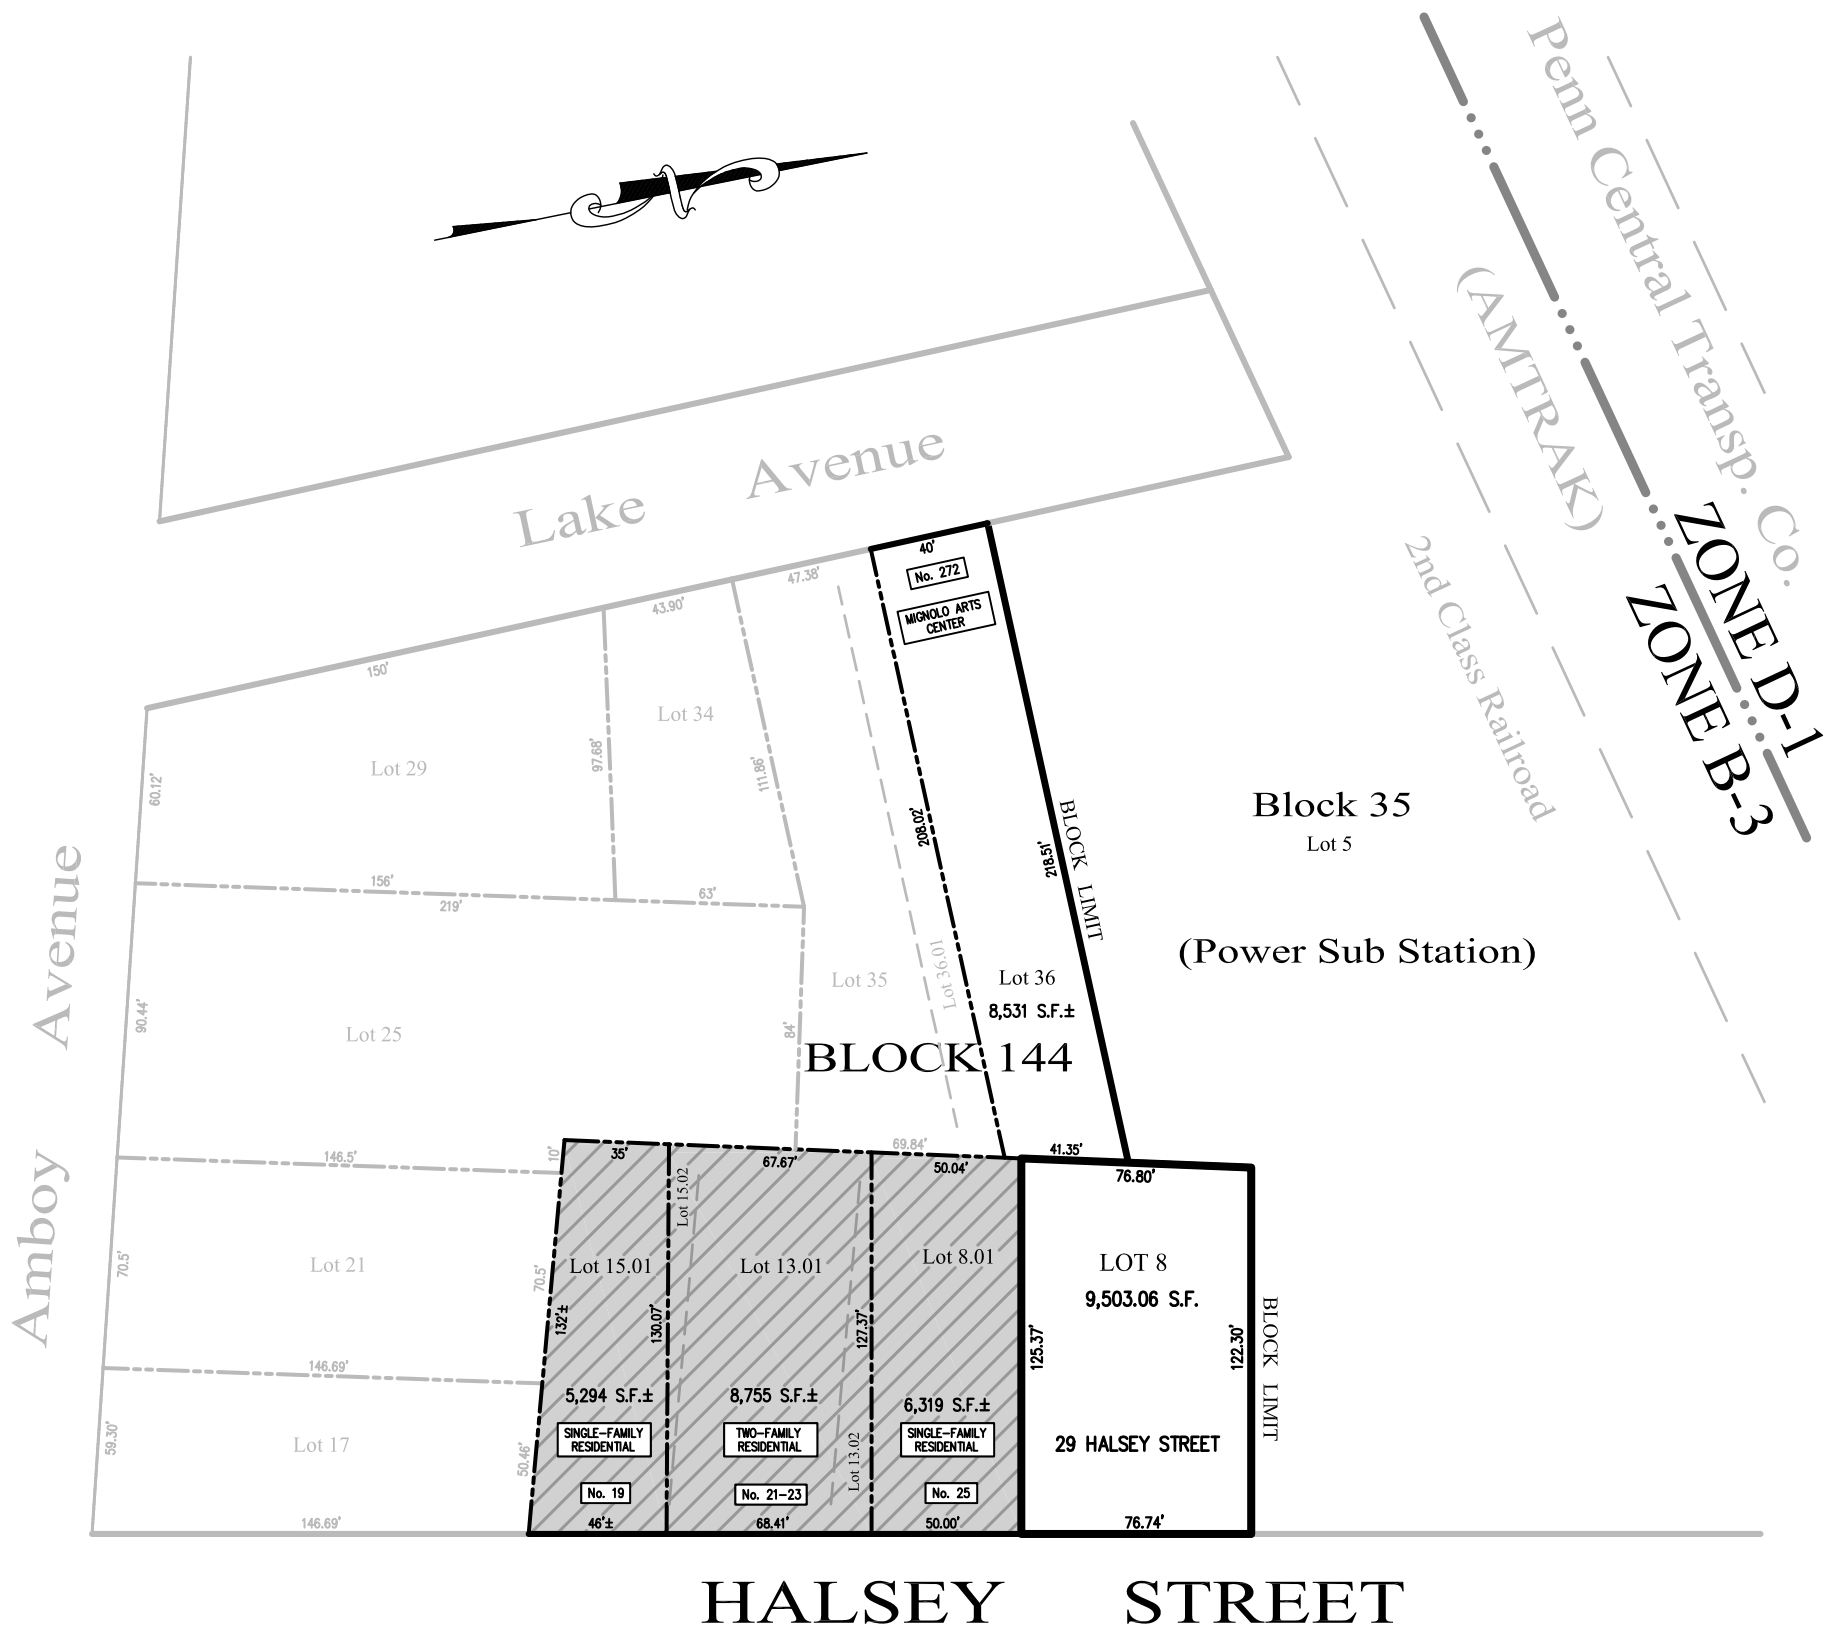 N
Penn Central Transp. Co.
(AMTRAK)
2nd Class Railroad
ZONE D-1
ZONE B-3
Lake Avenue
40'
No. 272
MIGNOLO ARTS
CENTER
47.38'
43.90'
150'
Lot 34
Lot 29
97.68'
111.86'
60.12'
208.02'
218.51'
BLOCK LIMIT
Block 35
Lot 5
(Power Sub Station)
156'
63'
219'
Amboy Avenue
90.44'
Lot 25
Lot 35
Lot 36.01
Lot 36
8,531 S.F.±
84'
BLOCK 144
146.5'
10'
69.84'
41.35'
35'
67.67'
50.04'
76.80'
Lot 15.02
70.5'
Lot 21
70.5'
Lot 15.01
Lot 13.01
Lot 8.01
LOT 8
9,503.06 S.F.
132'±
130.07'
127.37'
125.37'
122.30'
BLOCK LIMIT
146.69'
5,294 S.F.±
8,755 S.F.±
6,319 S.F.±
59.30'
Lot 17
50.46'
SINGLE-FAMILY
RESIDENTIAL
TWO-FAMILY
RESIDENTIAL
Lot 13.02
SINGLE-FAMILY
RESIDENTIAL
29 HALSEY STREET
No. 19
No. 21-23
No. 25
146.69'
46'±
68.41'
50.00'
76.74'
HALSEY STREET